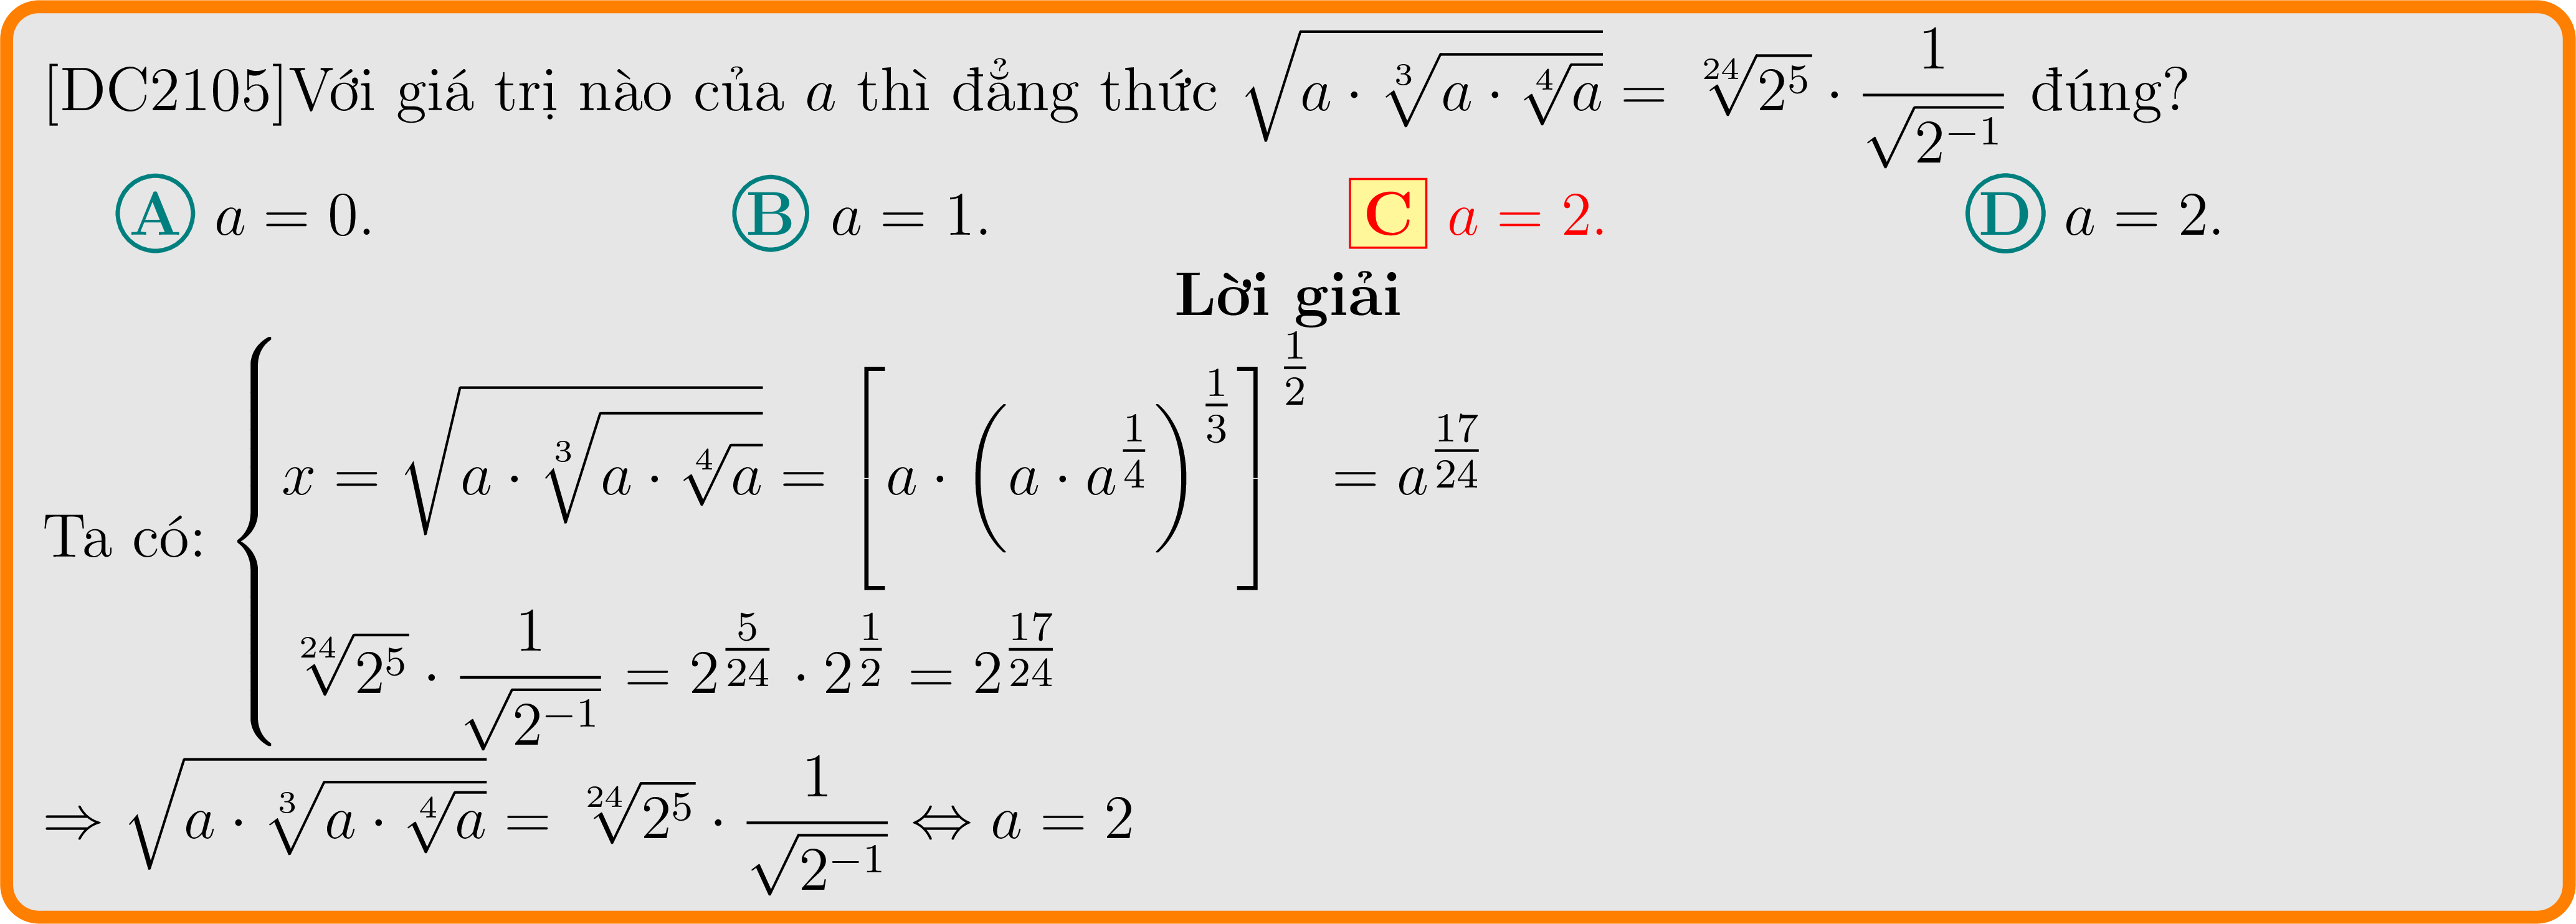 [DC2105]Với giá trị nào của $a$ thì đẳng thức $\sqrt{a \cdot \sqrt[3]{a \cdot \sqrt[4]{a}}} = \sqrt[24]{2^5} \cdot \dfrac{1}{\sqrt{2^{-1}}}$ đúng?
A $a = 0.$ B $a = 1.$ C $a = 2.$ D $a = 2.$
Lời giải
Ta có: $\begin{cases} x = \sqrt{a \cdot \sqrt[3]{a \cdot \sqrt[4]{a}}} = \left[ a \cdot \left( a \cdot a^{\frac{1}{4}} \right)^{\frac{1}{3}} \right]^{\frac{1}{2}} = a^{\frac{17}{24}} \\ \sqrt[24]{2^5} \cdot \dfrac{1}{\sqrt{2^{-1}}} = 2^{\frac{5}{24}} \cdot 2^{\frac{1}{2}} = 2^{\frac{17}{24}} \end{cases}$
$\Rightarrow \sqrt{a \cdot \sqrt[3]{a \cdot \sqrt[4]{a}}} = \sqrt[24]{2^5} \cdot \dfrac{1}{\sqrt{2^{-1}}} \Leftrightarrow a = 2$